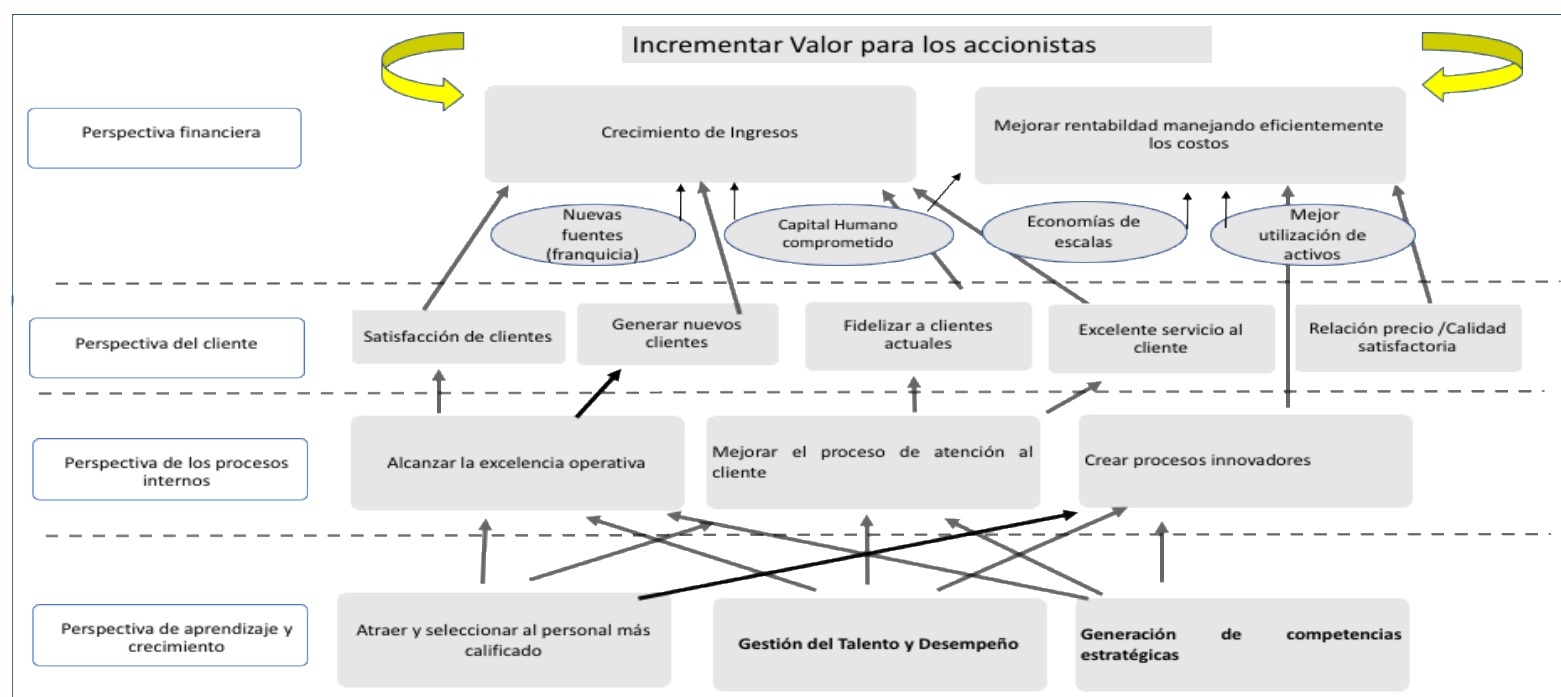 Incrementar Valor para los accionistas
Perspectiva financiera
Crecimiento de Ingresos
Mejorar rentabildad manejando eficientemente
los costos
Nuevas
fuentes
(franquicia)
Capital Humano
comprometido
Economías de
escalas
Mejor
utilización de
activos
Perspectiva del cliente
Satisfacción de clientes
Generar nuevos
clientes
Fidelizar a clientes
actuales
Excelente servicio al
cliente
Relación precio /Calidad
satisfactoria
Perspectiva de los procesos
internos
Alcanzar la excelencia operativa
Mejorar el proceso de atención al
cliente
Crear procesos innovadores
Perspectiva de aprendizaje y
crecimiento
Atraer y seleccionar al personal más
calificado
Gestión del Talento y Desempeño
Generación de competencias
estratégicas